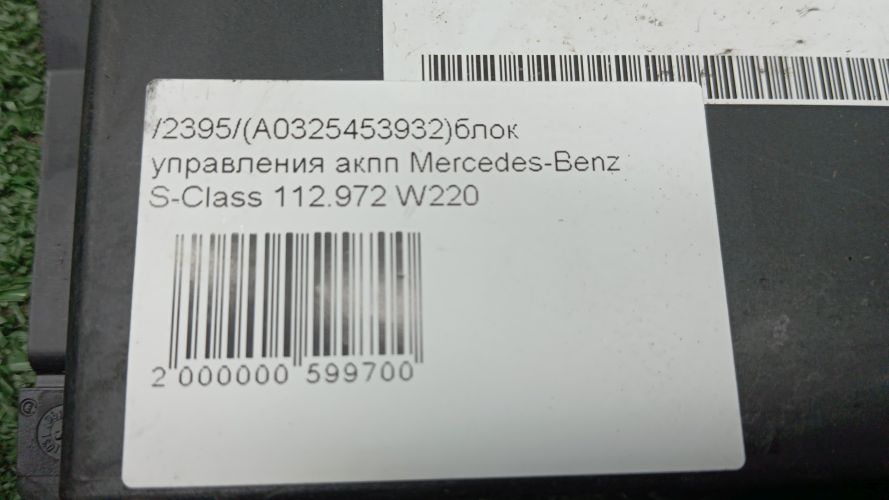 /2395/(A0325453932)блок
управления акпп Mercedes-Benz
S-Class 112.972 W220
2 000000 599700